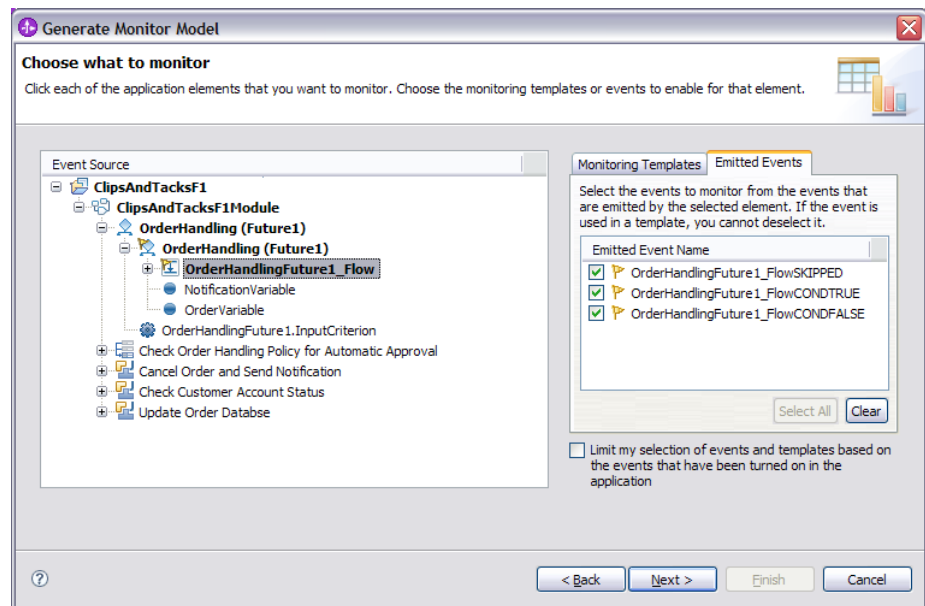 Generate Monitor Model
Choose what to monitor
Click each of the application elements that you want to monitor. Choose the monitoring templates or events to enable for that element.
Event Source
ClipsAndTacksF1
ClipsAndTacksF1Module
OrderHandling (Future1)
OrderHandling (Future1)
OrderHandlingFuture1_Flow
NotificationVariable
OrderVariable
OrderHandlingFuture1.InputCriterion
Check Order Handling Policy for Automatic Approval
Cancel Order and Send Notification
Check Customer Account Status
Update Order Databse
Monitoring Templates
Emitted Events
Select the events to monitor from the events that
are emitted by the selected element. If the event is
used in a template, you cannot deselect it.
Emitted Event Name
OrderHandlingFuture1_FlowSKIPPED
OrderHandlingFuture1_FlowCONDTRUE
OrderHandlingFuture1_FlowCONDFALSE
Select All
Clear
Limit my selection of events and templates based on
the events that have been turned on in the
application
?
< Back
Next >
Finish
Cancel